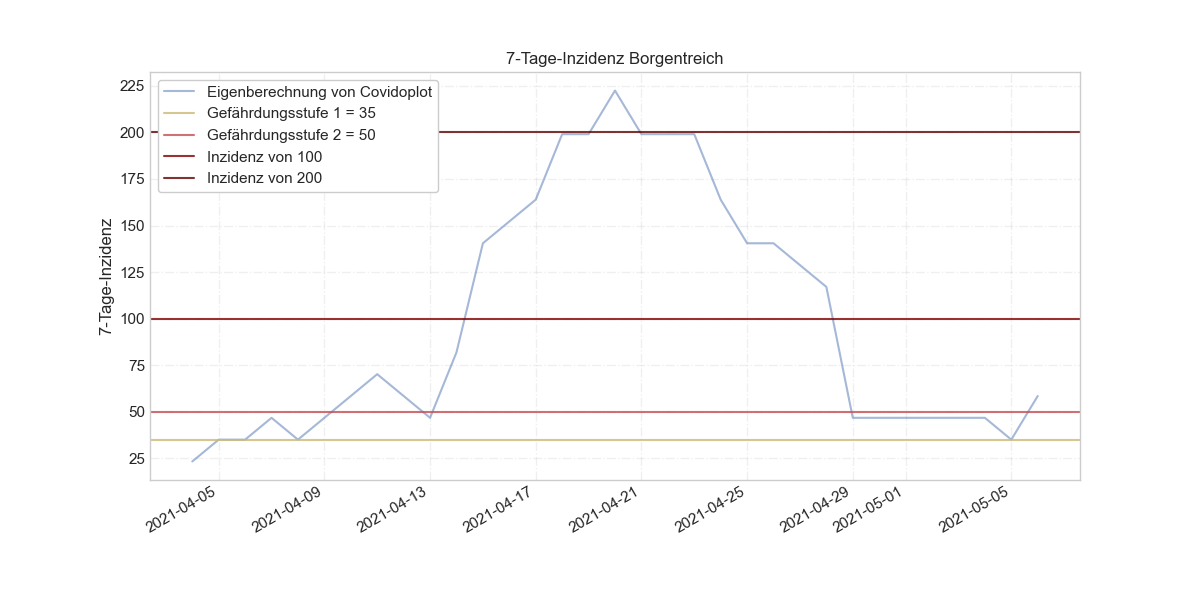 7-Tage-Inzidenz Borgentreich
Eigenberechnung von Covidoplot
Gefährdungsstufe 1 = 35
Gefährdungsstufe 2 = 50
Inzidenz von 100
Inzidenz von 200
7-Tage-Inzidenz
225
200
175
150
125
100
75
50
25
2021-04-05
2021-04-09
2021-04-13
2021-04-17
2021-04-21
2021-04-25
2021-04-29
2021-05-01
2021-05-05